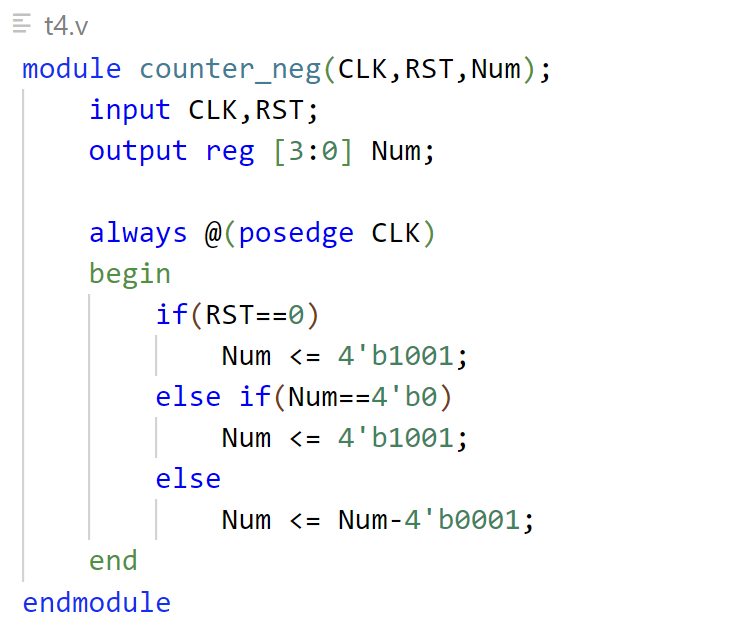 t4.v
module counter_neg(CLK,RST,Num);
    input CLK,RST;
    output reg [3:0] Num;

    always @(posedge CLK)
    begin
        if(RST==0)
            Num <= 4'b1001;
        else if(Num==4'b0)
            Num <= 4'b1001;
        else
            Num <= Num-4'b0001;
    end
endmodule